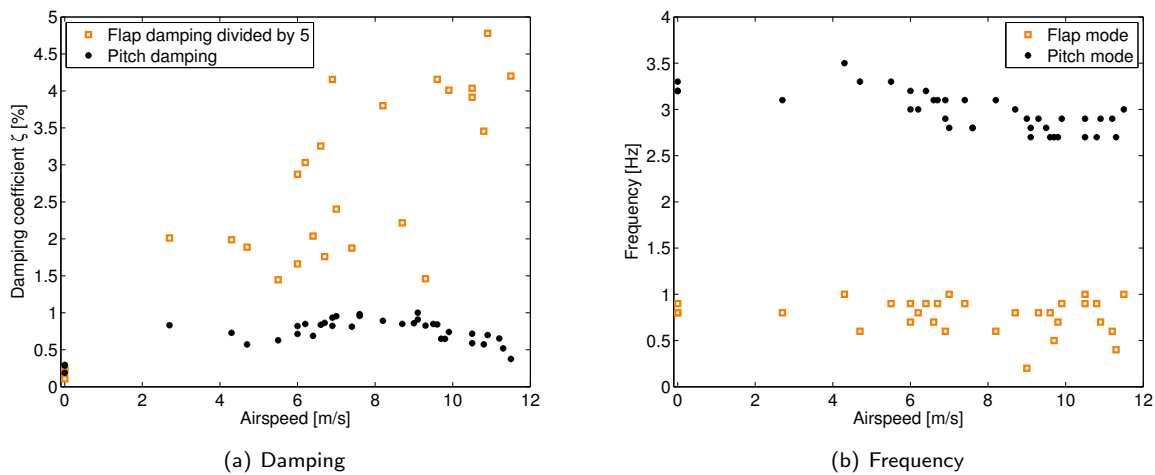 5
4.5
4
3.5
3
2.5
2
1.5
1
0.5
0
0 2 4 6 8 10 12
Damping coefficient ζ [%]
Airspeed [m/s]
Flap damping divided by 5
Pitch damping
(a) Damping
4
3.5
3
2.5
2
1.5
1
0.5
0
0 2 4 6 8 10 12
Frequency [Hz]
Airspeed [m/s]
Flap mode
Pitch mode
(b) Frequency